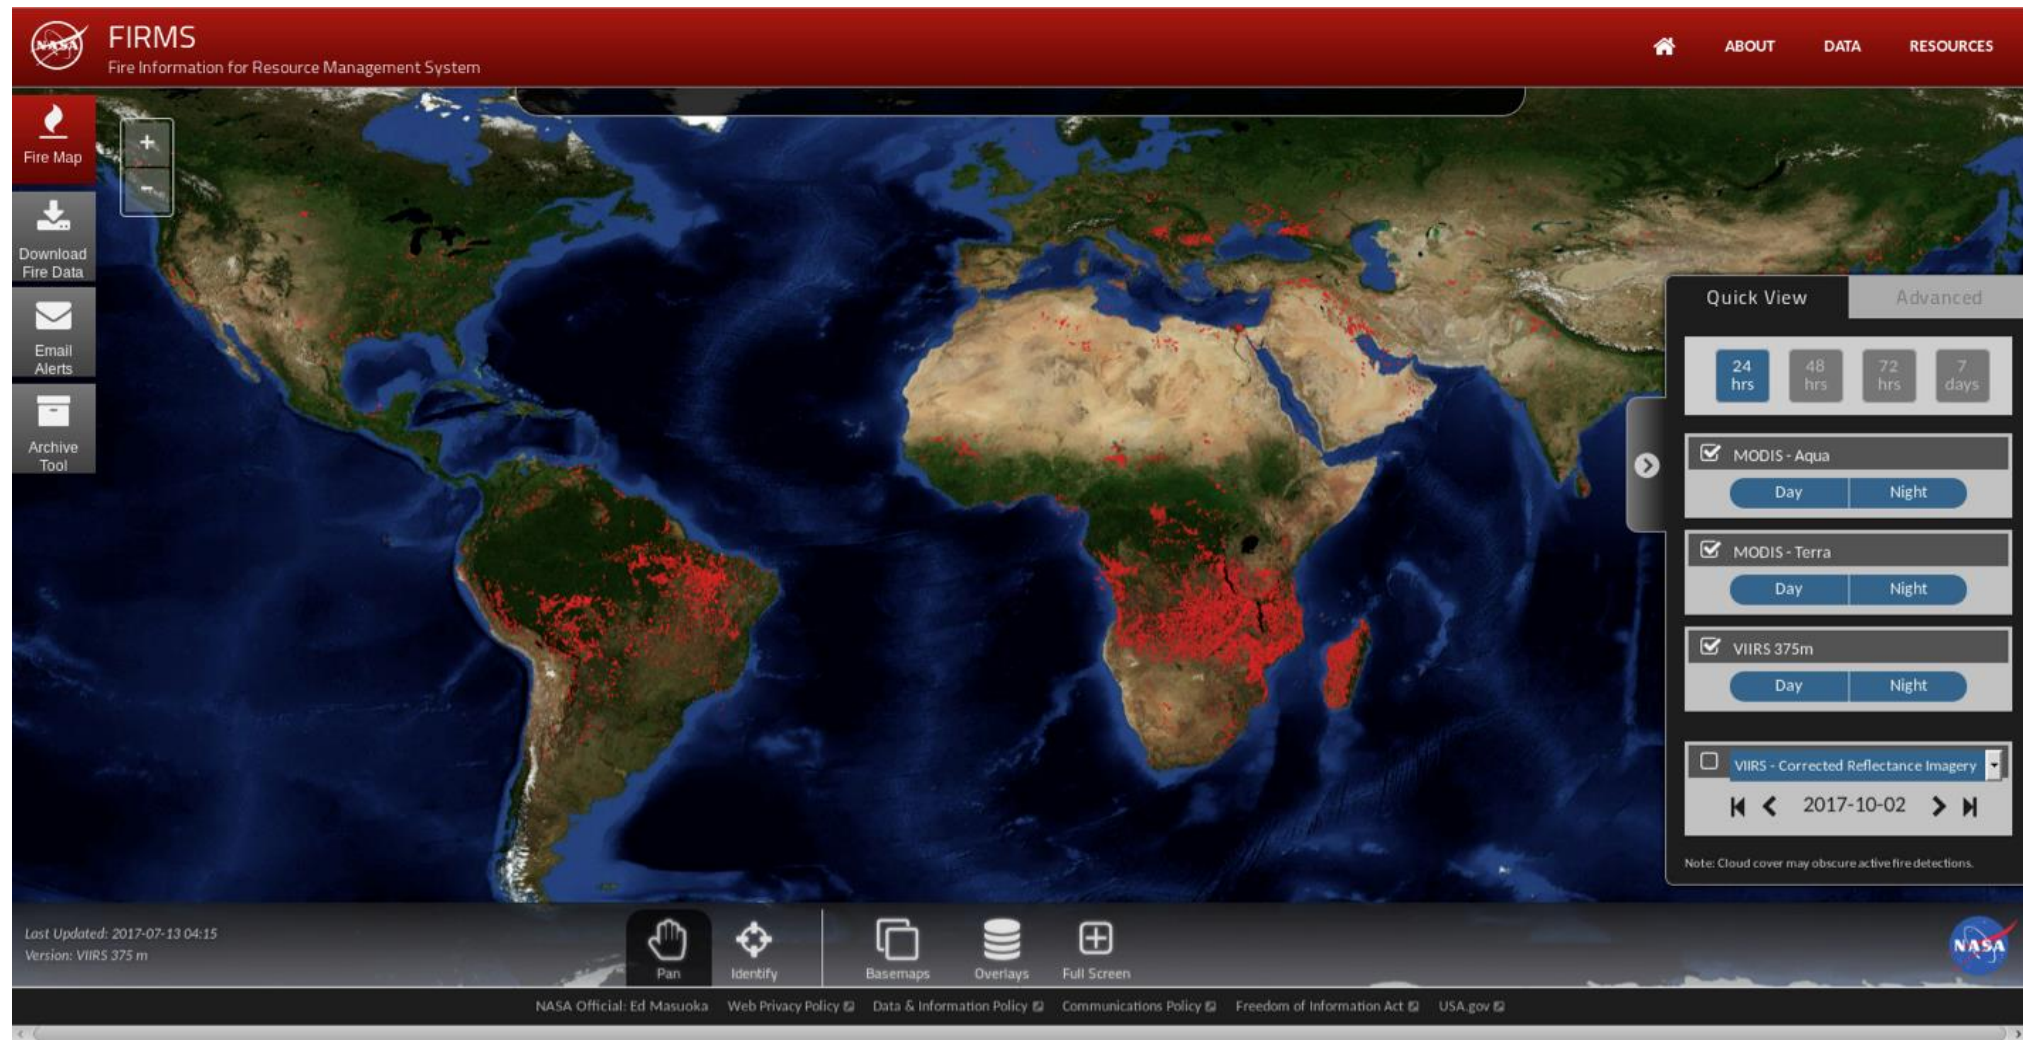 NASA
FIRMS
Fire Information for Resource Management System
ABOUT
DATA
RESOURCES
Fire Map
+
-
Download
Fire Data
Email
Alerts
Archive
Tool
Quick View
Advanced
24
hrs
48
hrs
72
hrs
7
days
MODIS - Aqua
Day
Night
MODIS - Terra
Day
Night
VIIRS 375m
Day
Night
VIIRS - Corrected Reflectance Imagery
2017-10-02
Note: Cloud cover may obscure active fire detections.
Last Updated: 2017-07-13 04:15
Version: VIIRS 375 m
Pan
Identify
Basemaps
Overlays
Full Screen
NASA
NASA Official: Ed Masuoka
Web Privacy Policy
Data & Information Policy
Communications Policy
Freedom of Information Act
USA.gov